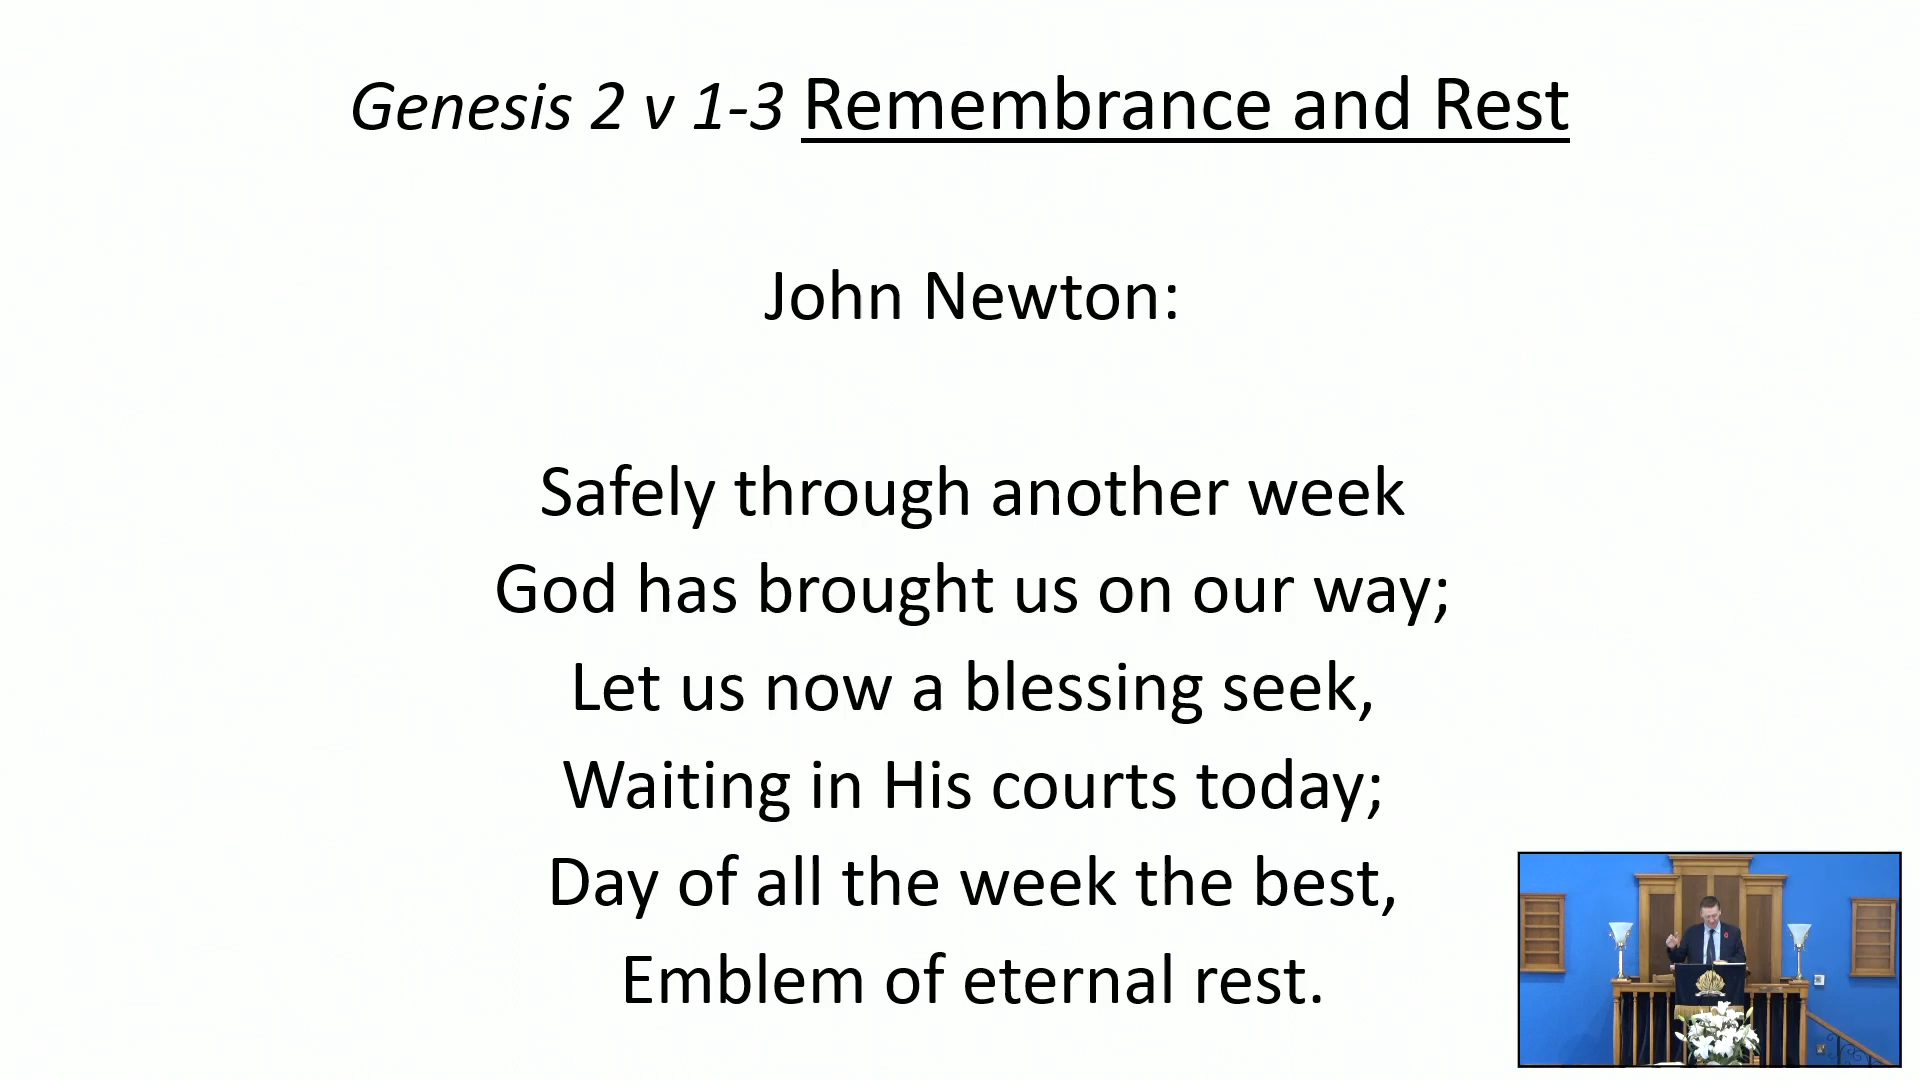 Genesis 2 v 1-3 Remembrance and Rest
John Newton:
Safely through another week
God has brought us on our way;
Let us now a blessing seek,
Waiting in His courts today;
Day of all the week the best,
Emblem of eternal rest.